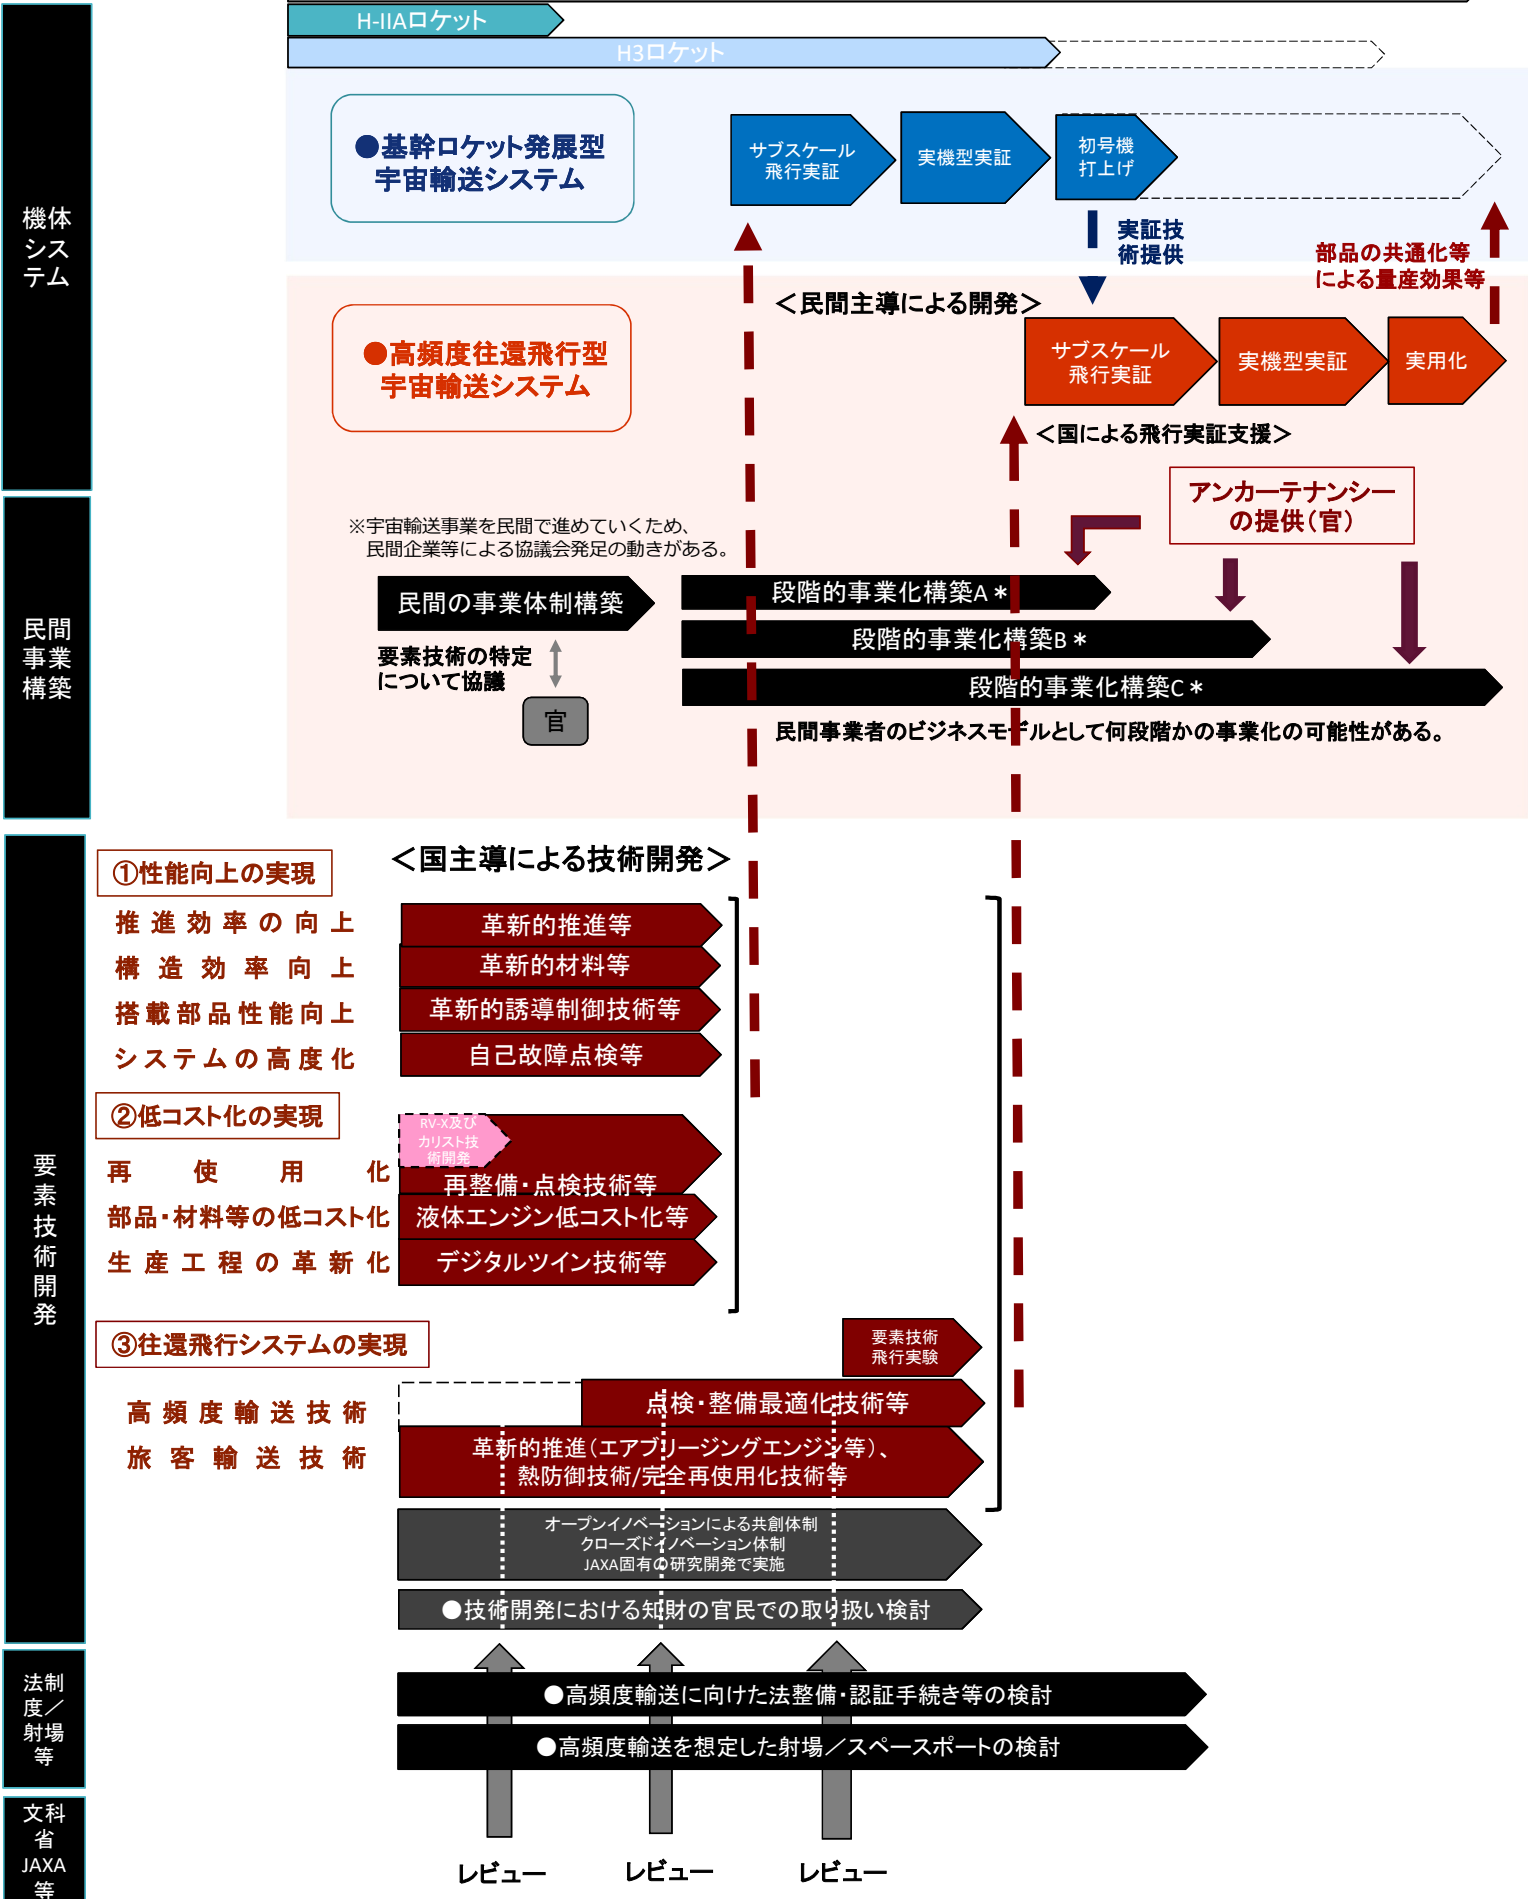 H-IIAロケット
H3ロケット
機体
シス
テム
●基幹ロケット発展型
宇宙輸送システム
サブスケール
飛行実証
実機型実証
初号機
打上げ
実証技
術提供
部品の共通化等
による量産効果等
＜民間主導による開発＞
●高頻度往還飛行型
宇宙輸送システム
サブスケール
飛行実証
実機型実証
実用化
＜国による飛行実証支援＞
アンカーテナンシー
の提供（官）
民間
事業
構築
※宇宙輸送事業を民間で進めていくため、
民間企業等による協議会発足の動きがある。
民間の事業体制構築
段階的事業化構築A＊
段階的事業化構築B＊
段階的事業化構築C＊
要素技術の特定
について協議
官
民間事業者のビジネスモデルとして何段階かの事業化の可能性がある。
要
素
技
術
開
発
＜国主導による技術開発＞
①性能向上の実現
推進効率の向上
革新的推進等
構造効率向上
革新的材料等
搭載部品性能向上
革新的誘導制御技術等
システムの高度化
自己故障点検等
②低コスト化の実現
RV-X及び
カリスト技
術開発
再使用化
再整備・点検技術等
部品・材料等の低コスト化
液体エンジン低コスト化等
生産工程の革新化
デジタルツイン技術等
③往還飛行システムの実現
要素技術
飛行実験
高頻度輸送技術
点検・整備最適化技術等
旅客輸送技術
革新的推進（エアブリージングエンジン等）、
熱防御技術/完全再使用化技術等
オープンイノベーションによる共創体制
クローズドイノベーション体制
JAXA固有の研究開発で実施
●技術開発における知財の官民での取り扱い検討
法制
度／
射場
等
●高頻度輸送に向けた法整備・認証手続き等の検討
●高頻度輸送を想定した射場／スペースポートの検討
文科
省
JAXA
等
レビュー
レビュー
レビュー